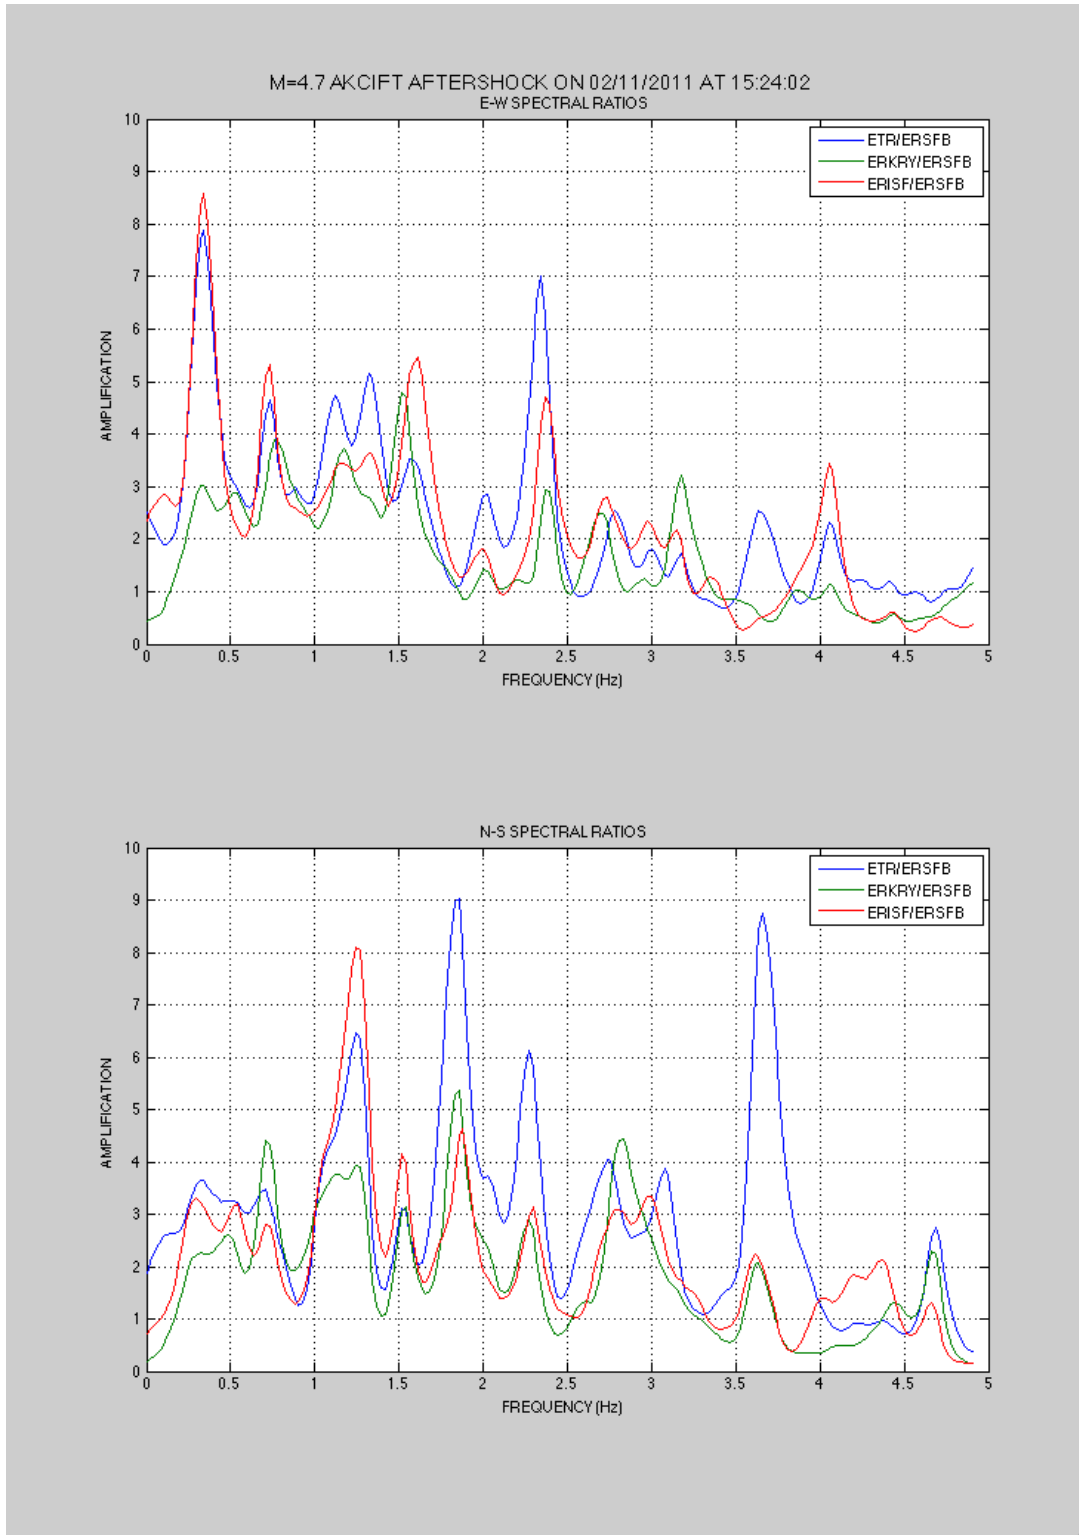 M=4.7 AKCIFT AFTERSHOCK ON 02/11/2011 AT 15:24:02
E-W SPECTRAL RATIOS
10
9
8
7
6
5
4
3
2
1
0
AMPLIFICATION
ETR/ERSFB
ERKRY/ERSFB
ERISF/ERSFB
0 0.5 1 1.5 2 2.5 3 3.5 4 4.5 5
FREQUENCY (Hz)
N-S SPECTRAL RATIOS
10
9
8
7
6
5
4
3
2
1
0
AMPLIFICATION
ETR/ERSFB
ERKRY/ERSFB
ERISF/ERSFB
0 0.5 1 1.5 2 2.5 3 3.5 4 4.5 5
FREQUENCY (Hz)